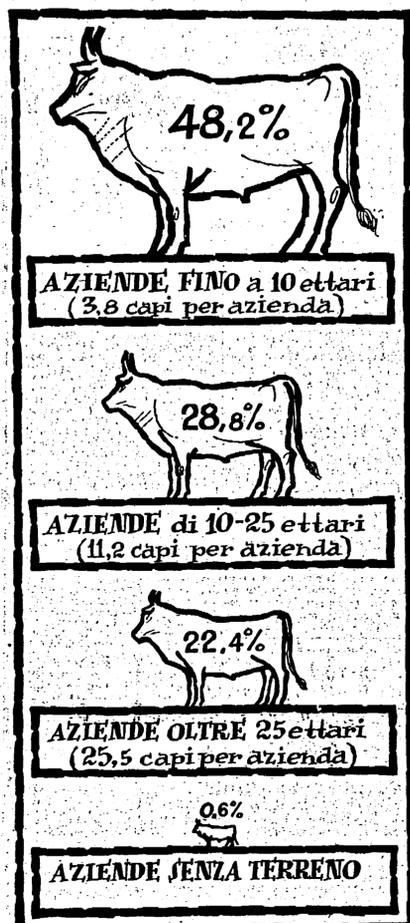 48,2%
AZIENDE FINO a 10 ettari
(3,8 capi per azienda)
28,8%
AZIENDE di 10-25 ettari
(11,2 capi per azienda)
22,4%
AZIENDE OLTRE 25 ettari
(25,5 capi per azienda)
0,6%
AZIENDE SENZA TERRENO